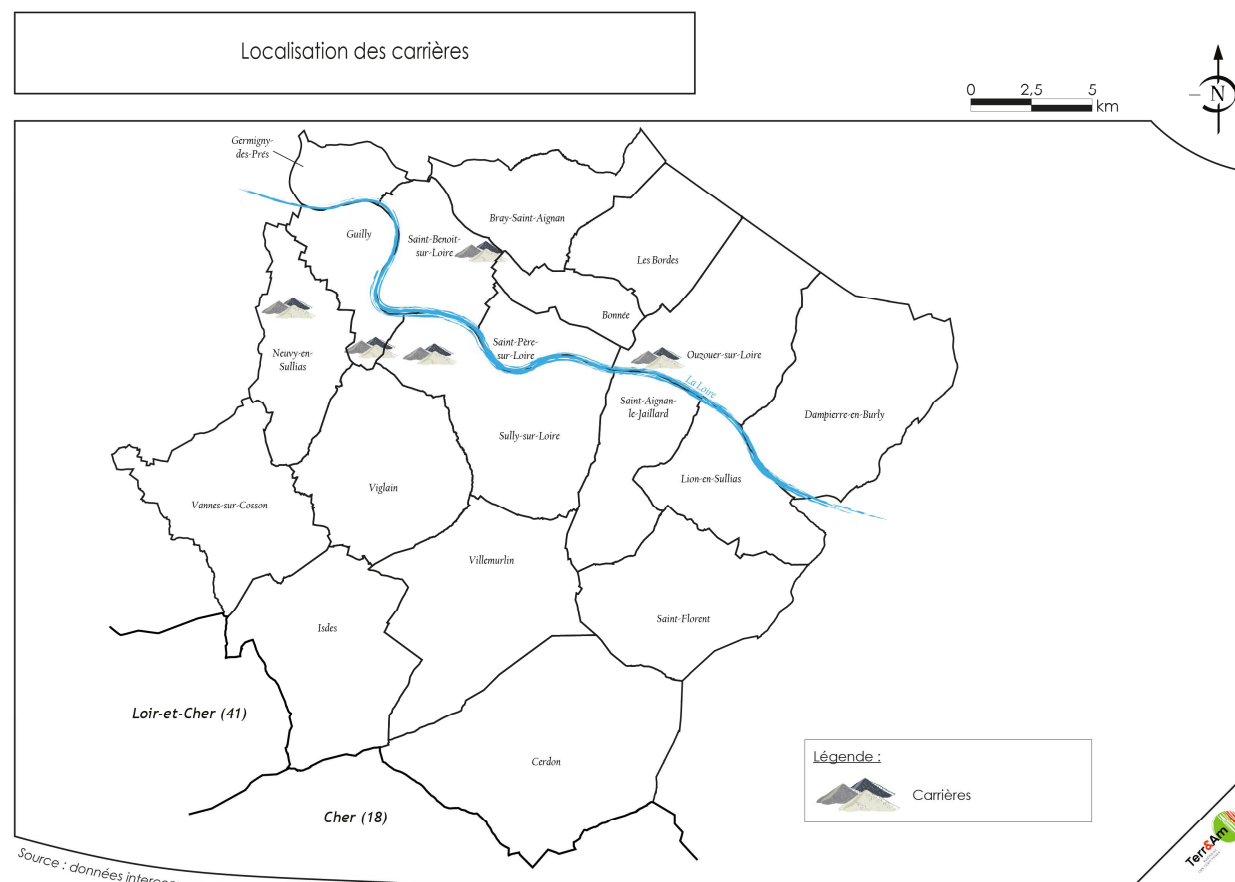 Localisation des carrières
0 2,5 5
km
N
Germigny-
des-Prés
Bray-Saint-Aignan
Guilly
Saint-Benoit-
sur-Loire
Les Bordes
Bonnée
Neuvy-en-
Sullias
Saint-Père-
sur-Loire
Ouzouer-sur-Loire
La Loire
Saint-Aignan-
le-Jaillard
Dampierre-en-Burly
Sully-sur-Loire
Lion-en-Sullias
Viglain
Vannes-sur-Cosson
Villemurlin
Saint-Florent
Isdes
Loir-et-Cher (41)
Cerdon
Cher (18)
Légende :
Carrières
Terr&Am
Source : données